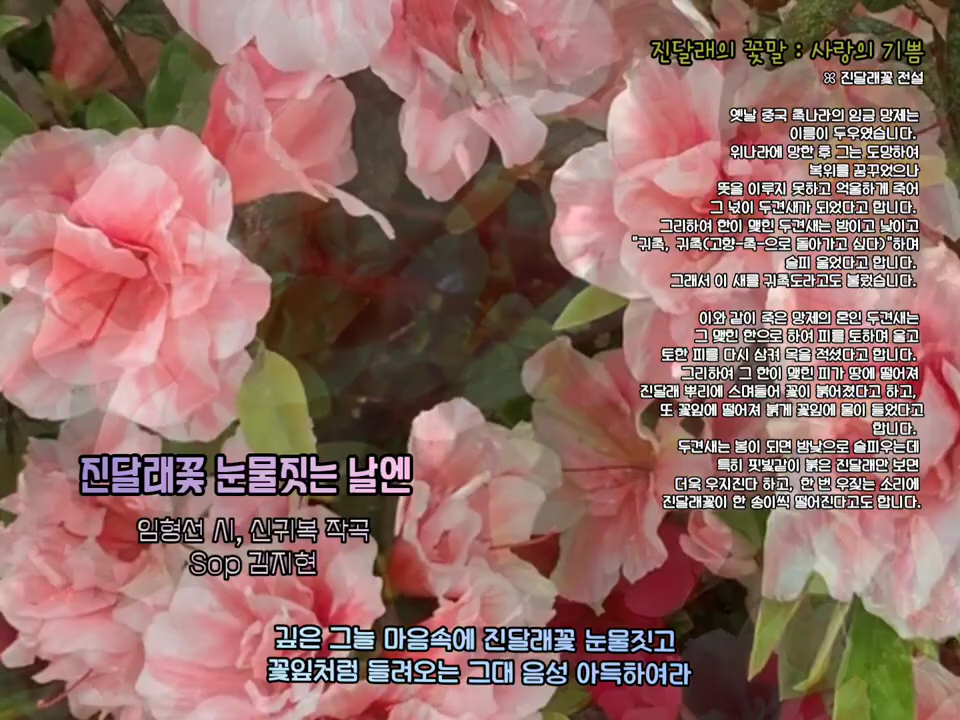 진달래의 꽃말 : 사랑의 기쁨
※ 진달래꽃 전설
옛날 중국 촉나라의 임금 망제는
이름이 두우였습니다.
위나라에 망한 후 그는 도망하여
복위를 꿈꾸었으나
뜻을 이루지 못하고 억울하게 죽어
그 넋이 두견새가 되었다고 합니다.
그리하여 한이 맺힌 두견새는 밤이고 낮이고
"귀촉, 귀촉(고향-촉-으로 돌아가고 싶다)"하며
슬피 울었다고 합니다.
그래서 이 새를 귀촉도라고도 불렀습니다.
이와 같이 죽은 망제의 혼인 두견새는
그 맺힌 한으로 하여 피를 토하며 울고
토한 피를 다시 삼켜 목을 적셨다고 합니다.
그리하여 그 한이 맺힌 피가 땅에 떨어져
진달래 뿌리에 스며들어 꽃이 붉어졌다고 하고,
또 꽃잎에 떨어져 붉게 꽃잎에 물이 들었다고
합니다.
두견새는 봄이 되면 밤낮으로 슬피우는데
특히 핏빛같이 붉은 진달래만 보면
더욱 우지진다 하고, 한 번 우짖는 소리에
진달래꽃이 한 송이씩 떨어진다고도 합니다.
진달래꽃 눈물짓는 날엔
임형선 시, 신귀복 작곡
Sop 김지현
깊은 그늘 마음속에 진달래꽃 눈물짓고
꽃잎처럼 들려오는 그대 음성 아득하여라